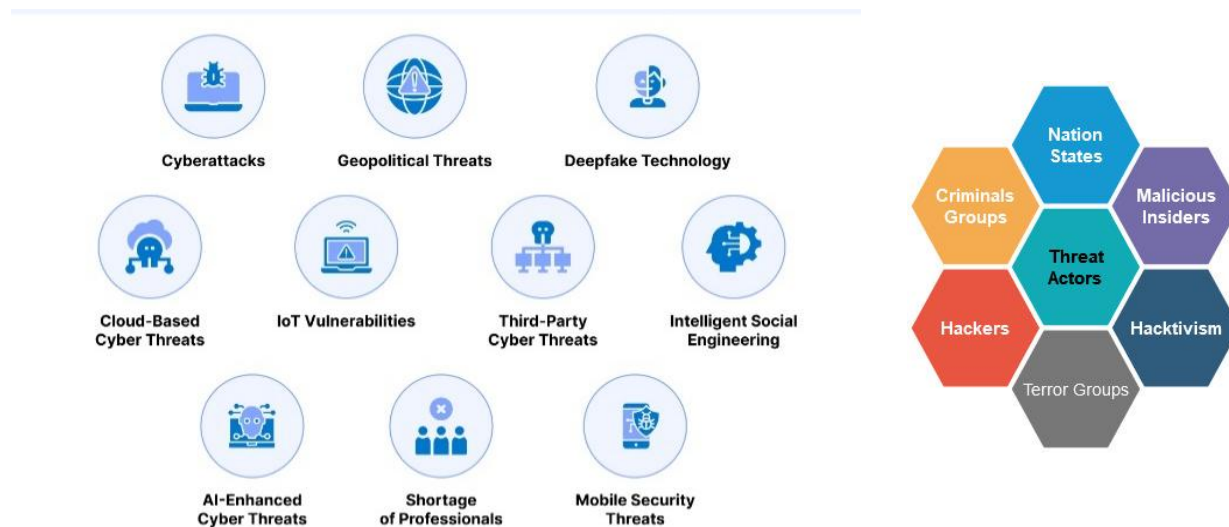 Cyberattacks
Geopolitical Threats
Deepfake Technology
Cloud-Based
Cyber Threats
IoT Vulnerabilities
Third-Party
Cyber Threats
Intelligent Social
Engineering
AI-Enhanced
Cyber Threats
Shortage
of Professionals
Mobile Security
Threats
Nation
States
Criminals
Groups
Malicious
Insiders
Threat
Actors
Hackers
Hacktivism
Terror Groups